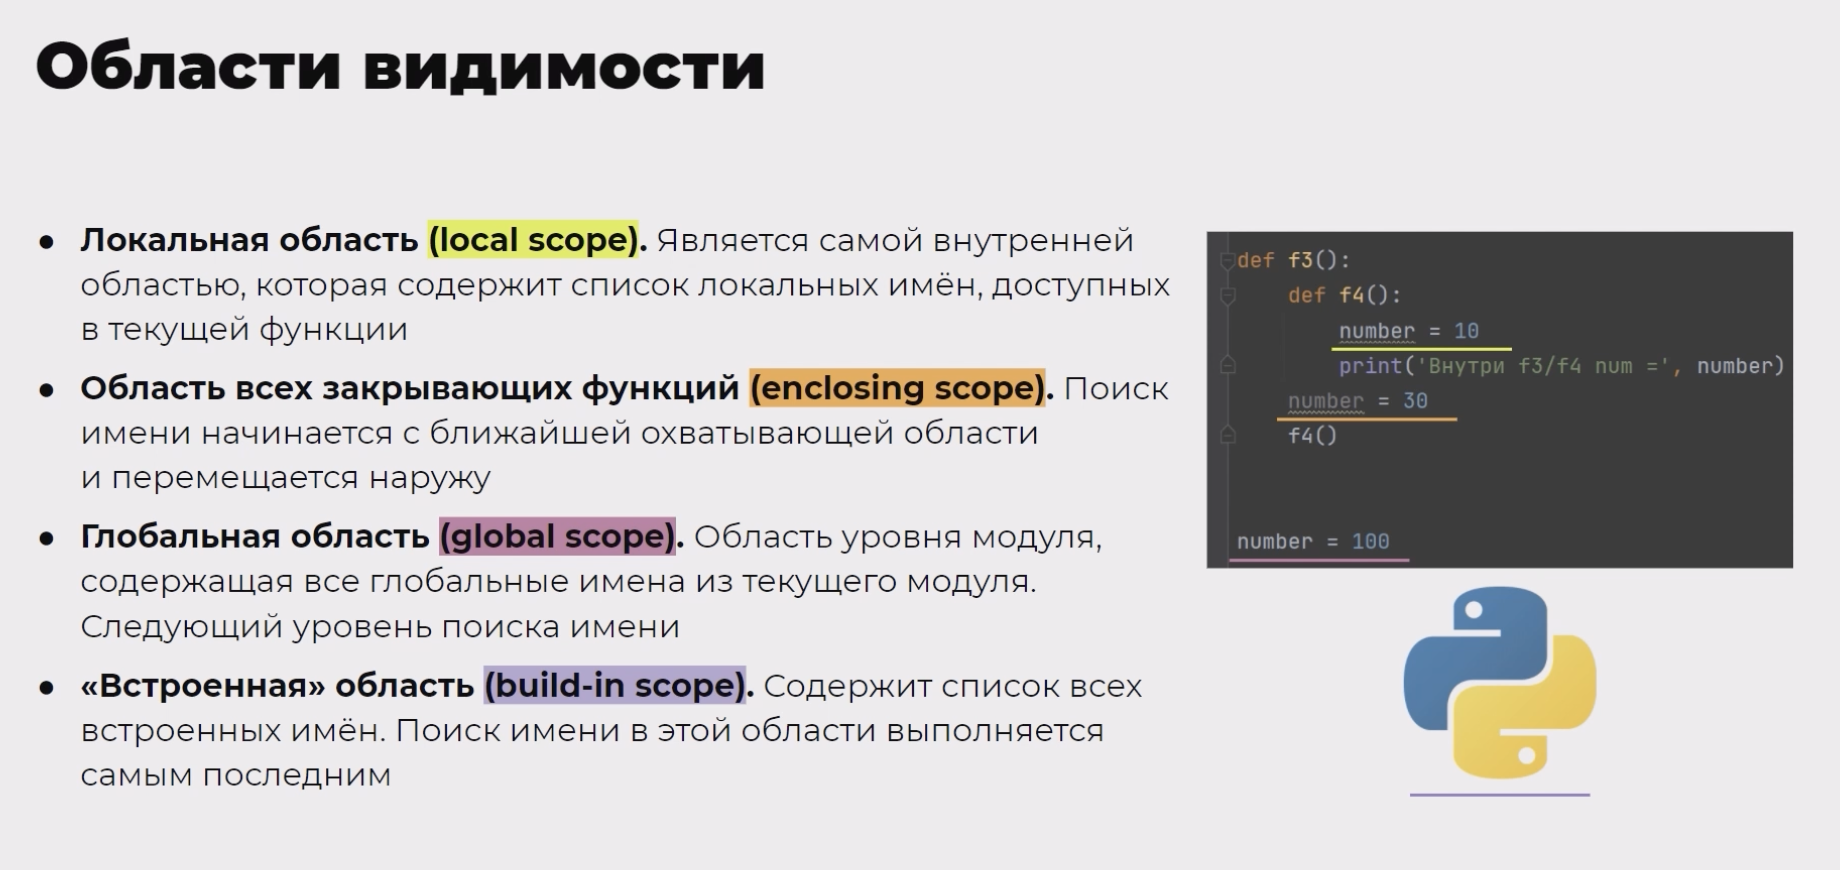 Области видимости
● Локальная область (local scope). Является самой внутренней
областью, которая содержит список локальных имён, доступных
в текущей функции
● Область всех закрывающих функций (enclosing scope). Поиск
имени начинается с ближайшей охватывающей области
и перемещается наружу
● Глобальная область (global scope). Область уровня модуля,
содержащая все глобальные имена из текущего модуля.
Следующий уровень поиска имени
● «Встроенная» область (build-in scope). Содержит список всех
встроенных имён. Поиск имени в этой области выполняется
самым последним
def f3():
    def f4():
        number = 10
        print('Внутри f3/f4 num =', number)
    number = 30
    f4()
number = 100